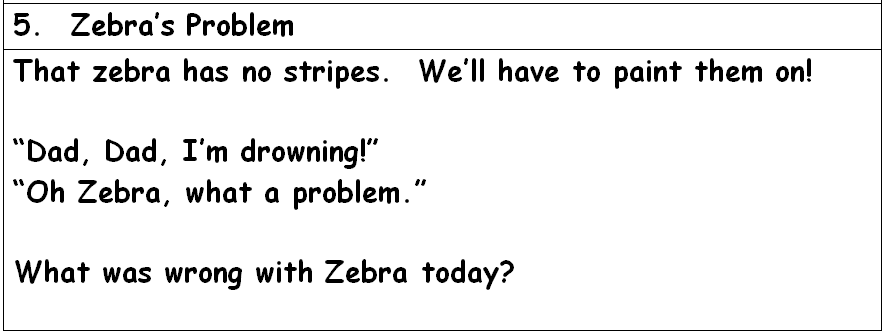 5. Zebra’s Problem
That zebra has no stripes. We’ll have to paint them on!
“Dad, Dad, I’m drowning!”
“Oh Zebra, what a problem.”
What was wrong with Zebra today?